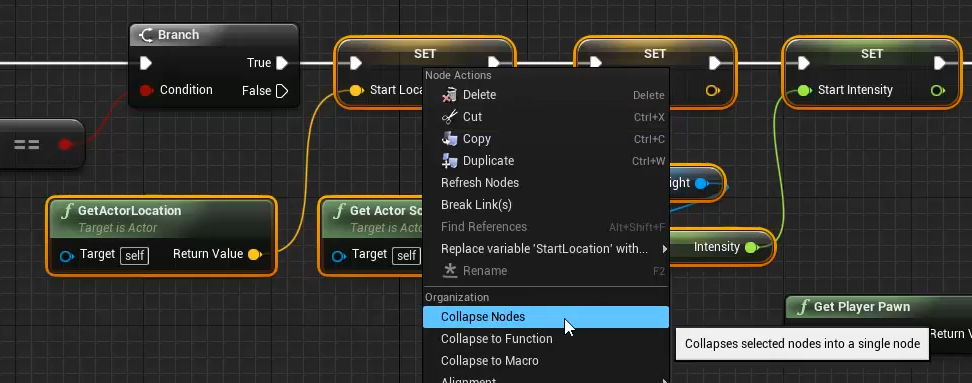 Branch
True
Condition
False
SET
Start Loca
SET
SET
Start Intensity
==
GetActorLocation
Target is Actor
Target self
Return Value
Get Actor Sc
Target is Act
Target self
ight
Intensity
Get Player Pawn
Return V
Node Actions
Delete Delete
Cut Ctrl+X
Copy Ctrl+C
Duplicate Ctrl+W
Refresh Nodes
Break Link(s)
Find References Alt+Shift+F
Replace variable 'StartLocation' with...
Rename F2
Organization
Collapse Nodes
Collapse to Function
Collapse to Macro
Alignment
Collapses selected nodes into a single node